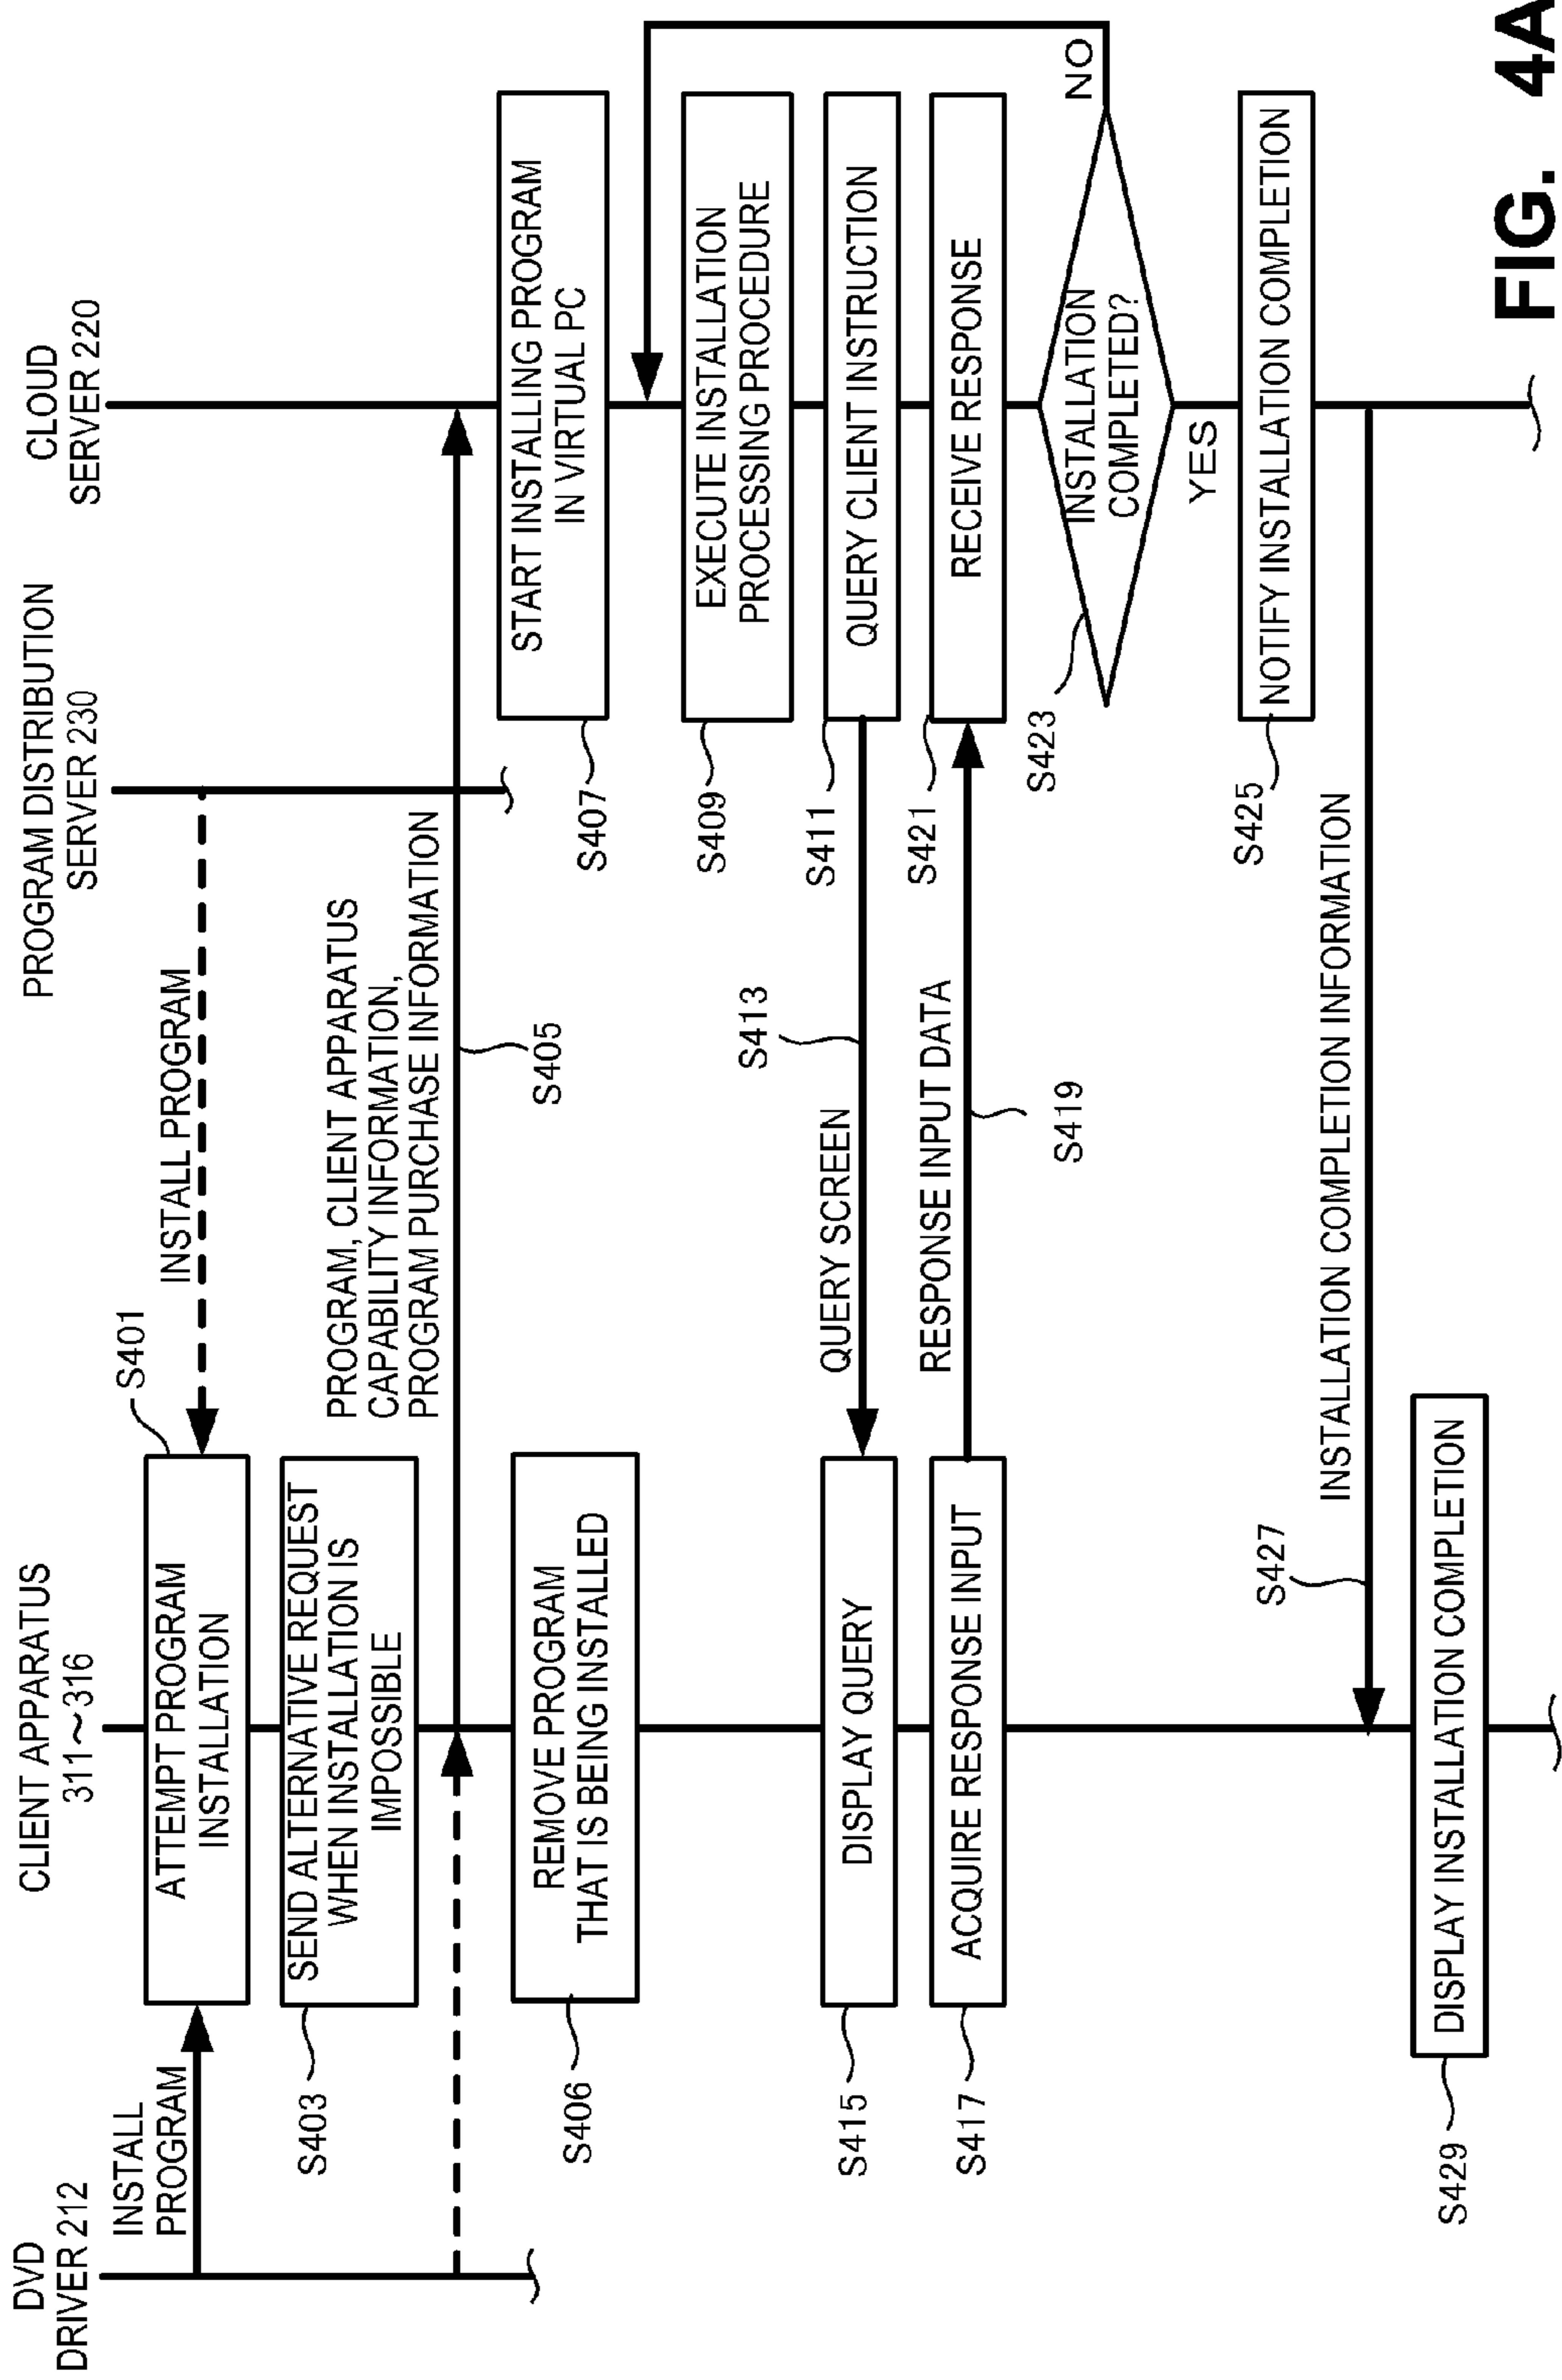 DVD
DRIVER 212
CLIENT APPARATUS
311~316
PROGRAM DISTRIBUTION
SERVER 230
CLOUD
SERVER 220
INSTALL
PROGRAM
ATTEMPT PROGRAM
INSTALLATION
S401
INSTALL PROGRAM
SEND ALTERNATIVE REQUEST
WHEN INSTALLATION IS
IMPOSSIBLE
S403
PROGRAM, CLIENT APPARATUS
CAPABILITY INFORMATION,
PROGRAM PURCHASE INFORMATION
S405
REMOVE PROGRAM
THAT IS BEING INSTALLED
S406
START INSTALLING PROGRAM
IN VIRTUAL PC
S407
EXECUTE INSTALLATION
PROCESSING PROCEDURE
S409
QUERY CLIENT INSTRUCTION
S411
QUERY SCREEN
S413
DISPLAY QUERY
S415
ACQUIRE RESPONSE INPUT
S417
RESPONSE INPUT DATA
S419
RECEIVE RESPONSE
S421
INSTALLATION
COMPLETED?
S423
NO
YES
NOTIFY INSTALLATION COMPLETION
S425
INSTALLATION COMPLETION INFORMATION
S427
DISPLAY INSTALLATION COMPLETION
S429
FIG. 4A